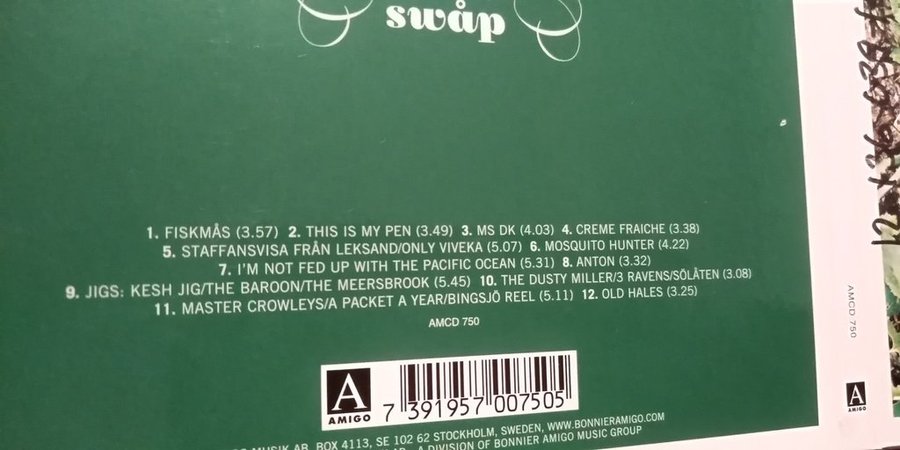 swåp
1. FISKMÅS (3.57) 2. THIS IS MY PEN (3.49) 3. MS DK (4.03) 4. CREME FRAICHE (3.38)
5. STAFFANSVISA FRÅN LEKSAND/ONLY VIVEKA (5.07) 6. MOSQUITO HUNTER (4.22)
7. I'M NOT FED UP WITH THE PACIFIC OCEAN (5.31) 8. ANTON (3.32)
9. JIGS: KESH JIG/THE BAROON/THE MEERSBROOK (5.45) 10. THE DUSTY MILLER/3 RAVENS/SÖLÅTEN (3.08)
11. MASTER CROWLEYS/A PACKET A YEAR/BINGSJÖ REEL (5.11) 12. OLD HALES (3.25)
AMCD 750
A
AMIGO
7 391957 007505
MUSIK AB, BOX 4113, SE 102 62 STOCKHOLM, SWEDEN, WWW.BONNIERAMIGO.COM
A DIVISION OF BONNIER AMIGO MUSIC GROUP
AMCD 750
A
AMIGO